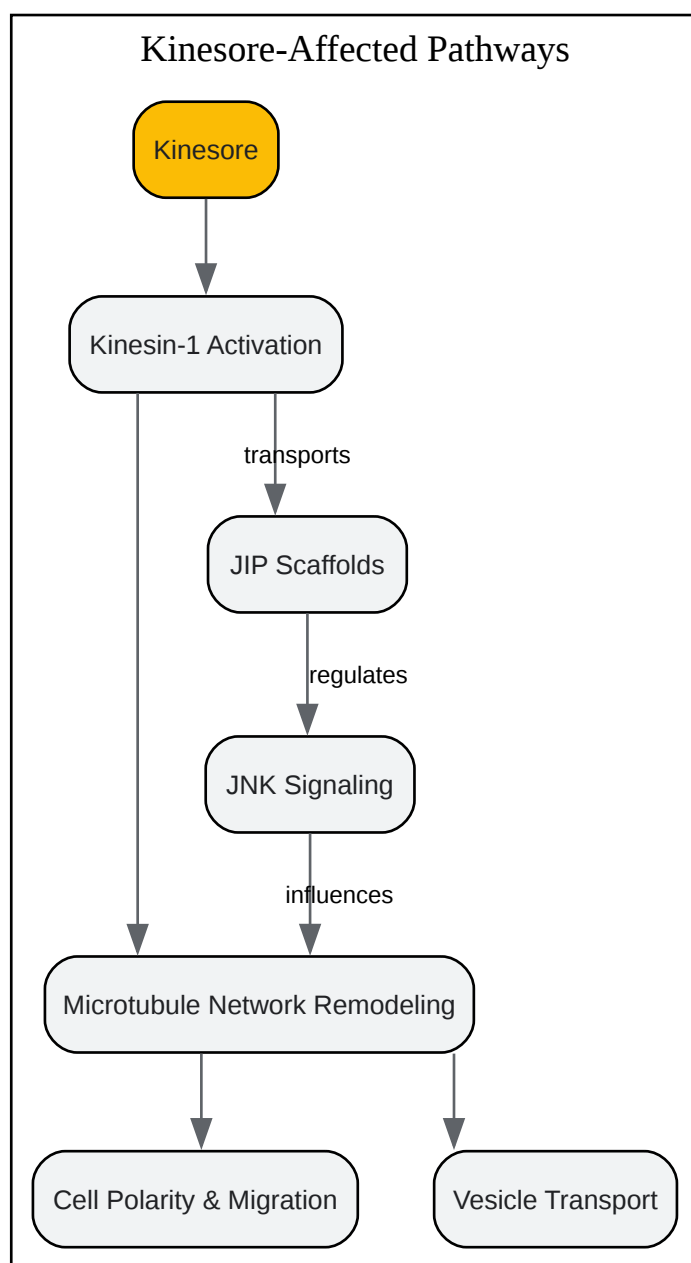 Kinesore-Affected Pathways
Kinesore
Kinesin-1 Activation
transports
JIP Scaffolds
regulates
JNK Signaling
influences
Microtubule Network Remodeling
Cell Polarity & Migration
Vesicle Transport